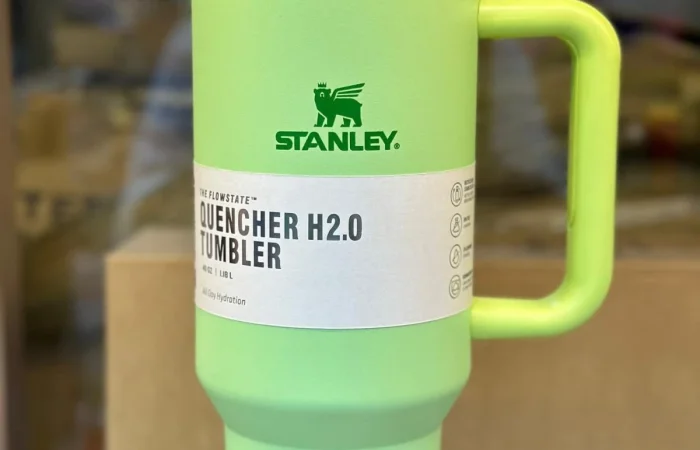 STANLEY®
THE FLOWSTATE™
QUENCHER H2.0
TUMBLER
40 OZ | 1.18 L
All Day Hydration